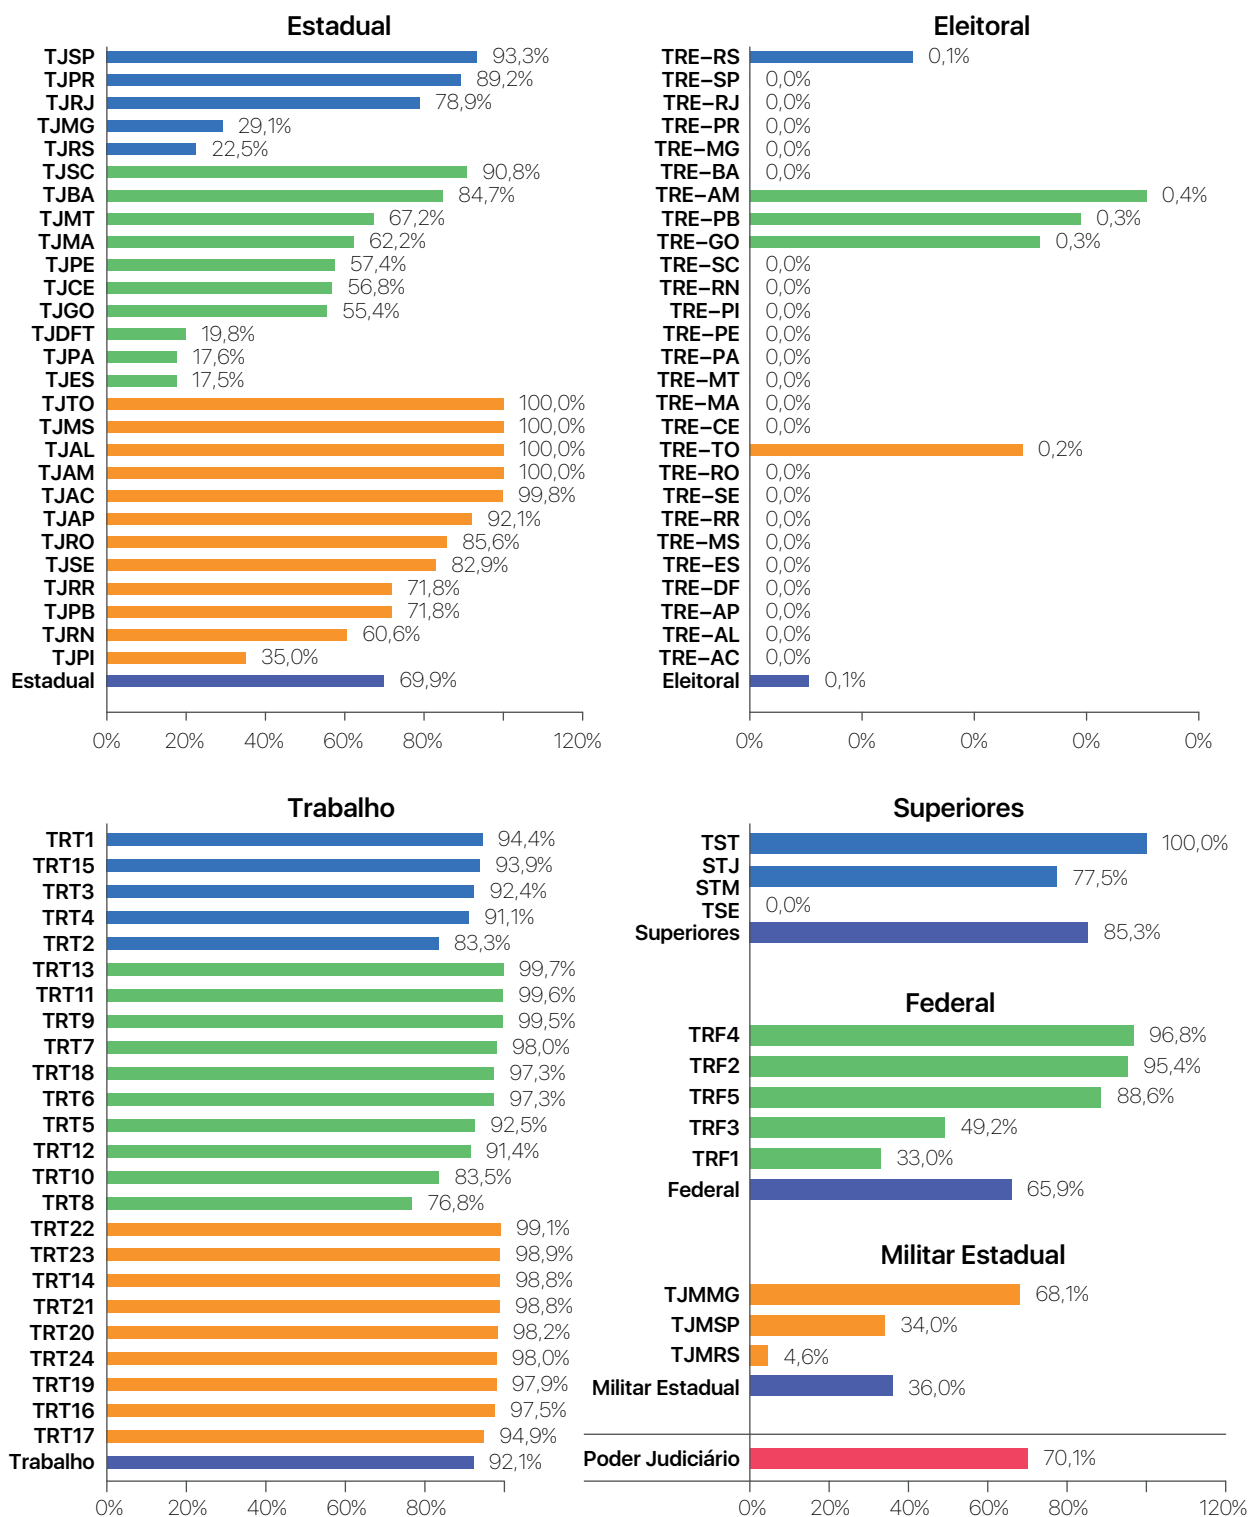 Estadual
TJSP 93,3%
TJPR 89,2%
TJRJ 78,9%
TJMG 29,1%
TJRS 22,5%
TJSC 90,8%
TJBA 84,7%
TJMT 67,2%
TJMA 62,2%
TJPE 57,4%
TJCE 56,8%
TJGO 55,4%
TJDFT 19,8%
TJPA 17,6%
TJES 17,5%
TJTO 100,0%
TJMS 100,0%
TJAL 100,0%
TJAM 100,0%
TJAC 99,8%
TJAP 92,1%
TJRO 85,6%
TJSE 82,9%
TJRR 71,8%
TJPB 71,8%
TJRN 60,6%
TJPI 35,0%
Estadual 69,9%
0% 20% 40% 60% 80% 120%
Eleitoral
TRE–RS 0,1%
TRE–SP 0,0%
TRE–RJ 0,0%
TRE–PR 0,0%
TRE–MG 0,0%
TRE–BA 0,0%
TRE–AM 0,4%
TRE–PB 0,3%
TRE–GO 0,3%
TRE–SC 0,0%
TRE–RN 0,0%
TRE–PI 0,0%
TRE–PE 0,0%
TRE–PA 0,0%
TRE–MT 0,0%
TRE–MA 0,0%
TRE–CE 0,0%
TRE–TO 0,2%
TRE–RO 0,0%
TRE–SE 0,0%
TRE–RR 0,0%
TRE–MS 0,0%
TRE–ES 0,0%
TRE–DF 0,0%
TRE–AP 0,0%
TRE–AL 0,0%
TRE–AC 0,0%
Eleitoral 0,1%
0% 0% 0% 0% 0%
Trabalho
TRT1 94,4%
TRT15 93,9%
TRT3 92,4%
TRT4 91,1%
TRT2 83,3%
TRT13 99,7%
TRT11 99,6%
TRT9 99,5%
TRT7 98,0%
TRT18 97,3%
TRT6 97,3%
TRT5 92,5%
TRT12 91,4%
TRT10 83,5%
TRT8 76,8%
TRT22 99,1%
TRT23 98,9%
TRT14 98,8%
TRT21 98,8%
TRT20 98,2%
TRT24 98,0%
TRT19 97,9%
TRT16 97,5%
TRT17 94,9%
Trabalho 92,1%
0% 20% 40% 60% 80%
Superiores
TST 100,0%
STJ 77,5%
STM
TSE 0,0%
Superiores 85,3%
Federal
TRF4 96,8%
TRF2 95,4%
TRF5 88,6%
TRF3 49,2%
TRF1 33,0%
Federal 65,9%
Militar Estadual
TJMMG 68,1%
TJMSP 34,0%
TJMRS 4,6%
Militar Estadual 36,0%
Poder Judiciário 70,1%
0% 20% 40% 60% 80% 120%